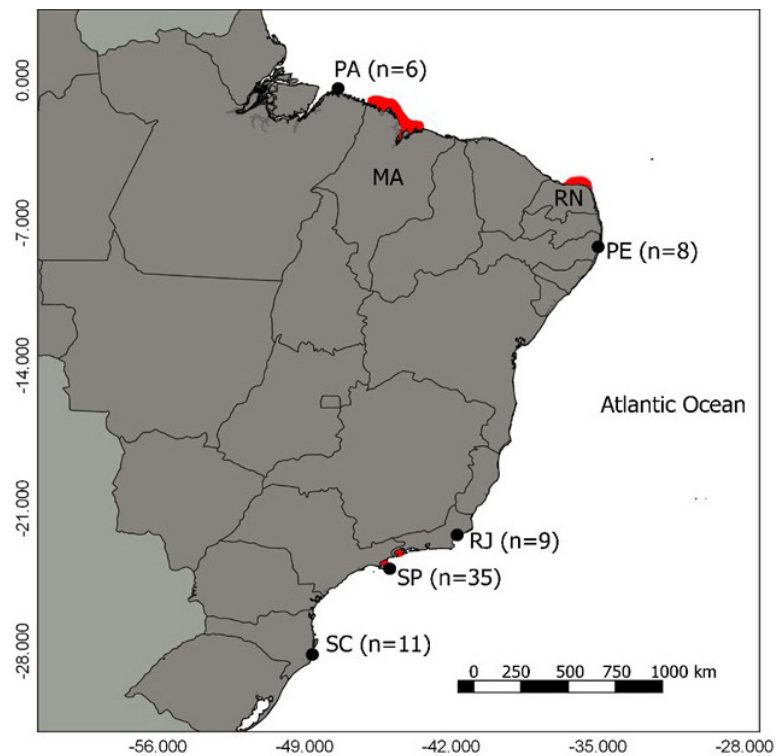 0.000
-7.000
-14.000
-21.000
-28.000
PA (n=6)
MA
RN
PE (n=8)
Atlantic Ocean
RJ (n=9)
SP (n=35)
SC (n=11)
0 250 500 750 1000 km
-56.000 -49.000 -42.000 -35.000 -28.000